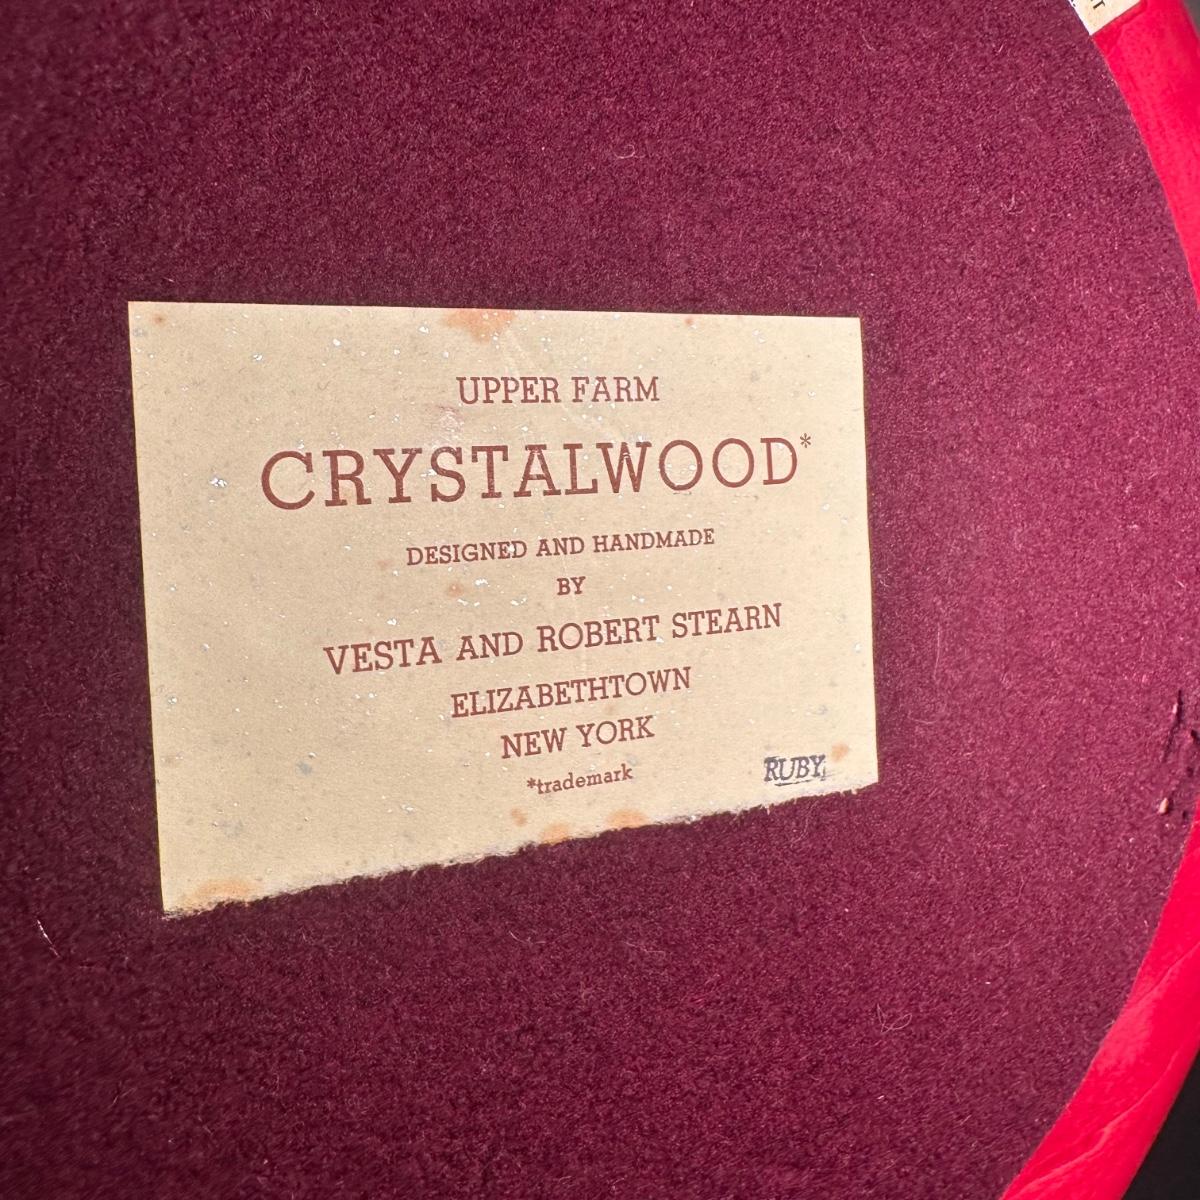 UPPER FARM
CRYSTALWOOD*
DESIGNED AND HANDMADE
BY
VESTA AND ROBERT STEARN
ELIZABETHTOWN
NEW YORK
*trademark
RUBY